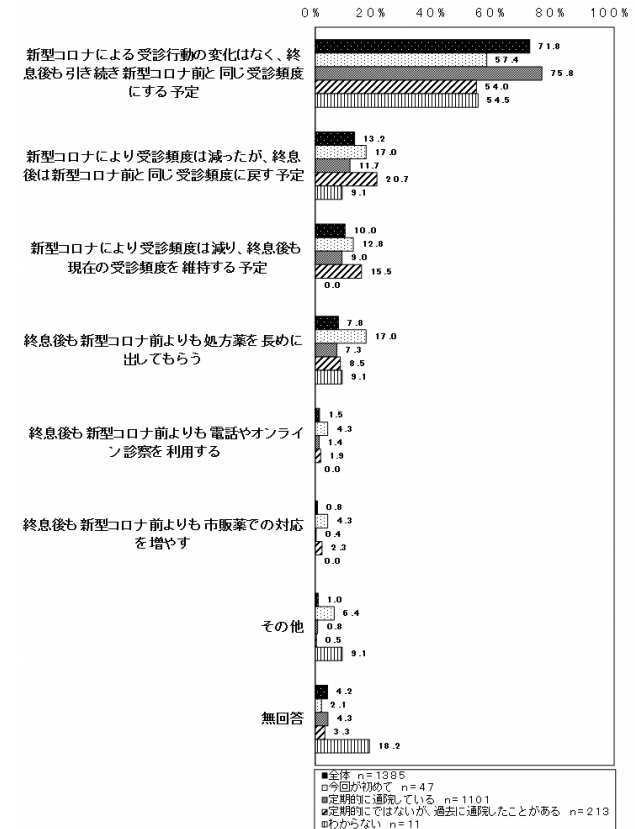 0% 20% 40% 60% 80% 100%
新型コロナによる受診行動の変化はなく、終
息後も引き続き新型コロナ前と同じ受診頻度
にする予定
71.8
57.4
75.8
54.0
54.5
新型コロナにより受診頻度は減ったが、終息
後は新型コロナ前と同じ受診頻度に戻す予定
13.2
17.0
11.7
20.7
9.1
新型コロナにより受診頻度は減り、終息後も
現在の受診頻度を維持する予定
10.0
12.8
9.0
15.5
0.0
終息後も新型コロナ前よりも処方薬を長めに
出してもらう
7.8
17.0
7.3
8.5
9.1
終息後も新型コロナ前よりも電話やオンライ
ン診察を利用する
1.5
4.3
1.4
1.9
0.0
終息後も新型コロナ前よりも市販薬での対応
を増やす
0.8
4.3
0.4
2.3
0.0
その他
1.0
6.4
0.8
0.5
9.1
無回答
4.2
2.1
4.3
3.3
18.2
全体 n=1385
今回が初めて n=47
定期的に通院している n=1101
定期的にではないが、過去に通院したことがある n=213
わからない n=11